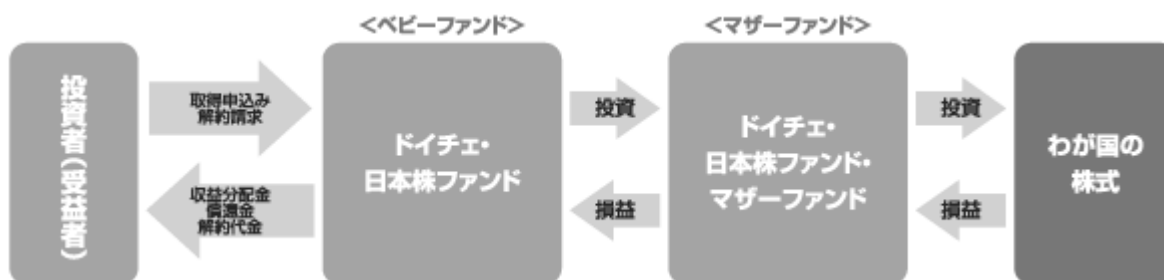 <ベビーファンド>
<マザーファンド>
投資者(受益者)
取得申込み
解約請求
収益分配金
償還金
解約代金
ドイチェ・
日本株ファンド
投資
損益
ドイチェ・
日本株ファンド・
マザーファンド
投資
損益
わが国の
株式